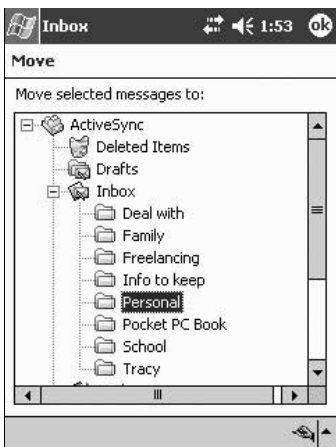 Inbox 1:53 ok
Move
Move selected messages to:
ActiveSync
Deleted Items
Drafts
Inbox
Deal with
Family
Freelancing
Info to keep
Personal
Pocket PC Book
School
Tracy